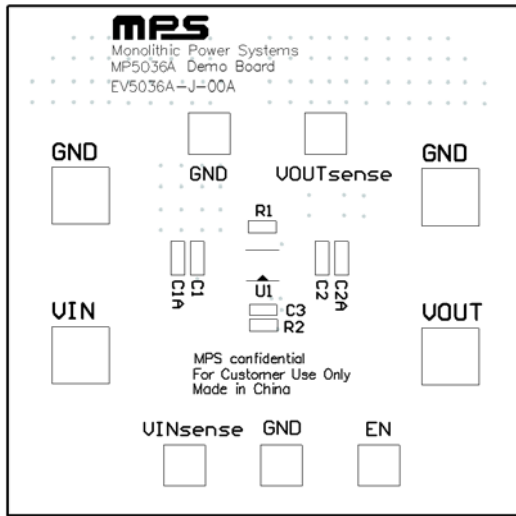 MPS
Monolithic Power Systems
MP5036A Demo Board
EV5036A-J-00A
GND
VOUTsense
GND
GND
R1
C1A
C1
U1
C2
C2A
C3
R2
VIN
VOUT
MPS confidential
For Customer Use Only
Made in China
VINsense
GND
EN